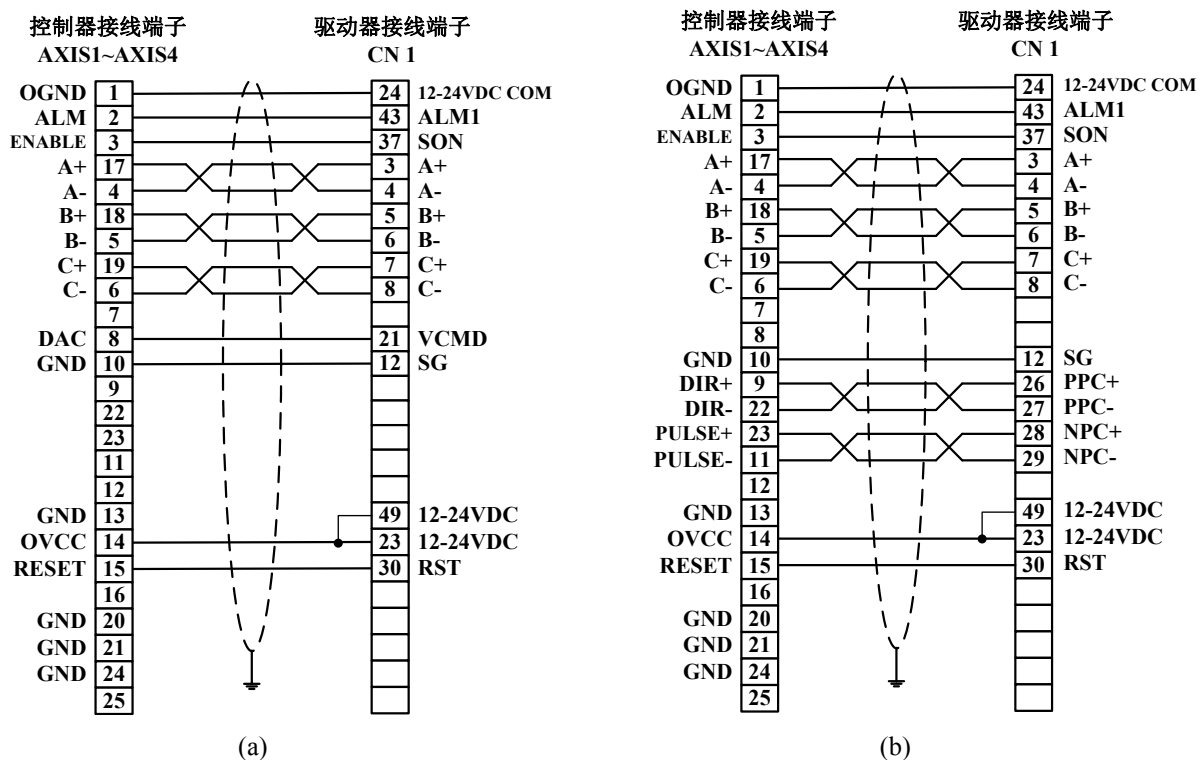 控制器接线端子 驱动器接线端子
AXIS1~AXIS4 CN 1
OGND 1 24 12-24VDC COM
ALM 2 43 ALM1
ENABLE 3 37 SON
A+ 17 3 A+
A- 4 4 A-
B+ 18 5 B+
B- 5 6 B-
C+ 19 7 C+
C- 6 8 C-
7
DAC 8 21 VCMD
GND 10 12 SG
9
22
23
11
12
GND 13 49 12-24VDC
OVCC 14 23 12-24VDC
RESET 15 30 RST
16
GND 20
GND 21
GND 24
25
(a)
控制器接线端子 驱动器接线端子
AXIS1~AXIS4 CN 1
OGND 1 24 12-24VDC COM
ALM 2 43 ALM1
ENABLE 3 37 SON
A+ 17 3 A+
A- 4 4 A-
B+ 18 5 B+
B- 5 6 B-
C+ 19 7 C+
C- 6 8 C-
7
8
GND 10 12 SG
DIR+ 9 26 PPC+
DIR- 22 27 PPC-
PULSE+ 23 28 NPC+
PULSE- 11 29 NPC-
12
GND 13 49 12-24VDC
OVCC 14 23 12-24VDC
RESET 15 30 RST
16
GND 20
GND 21
GND 24
25
(b)